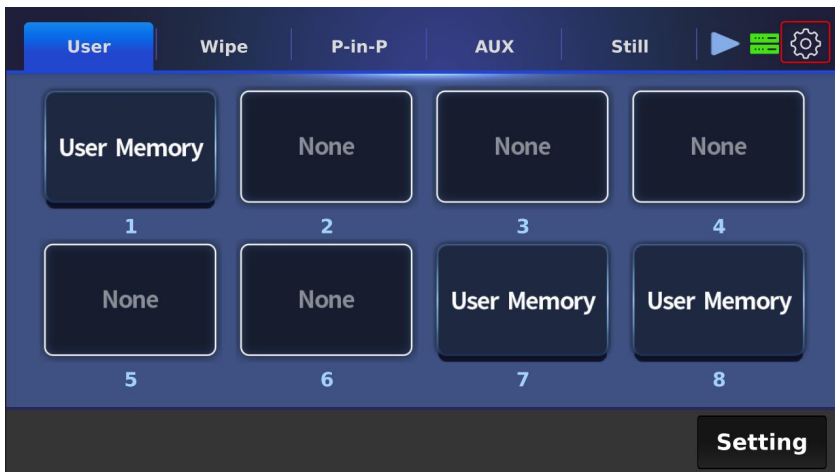 User Wipe P-in-P AUX Still
User Memory None None None
1 2 3 4
None None User Memory User Memory
5 6 7 8
Setting